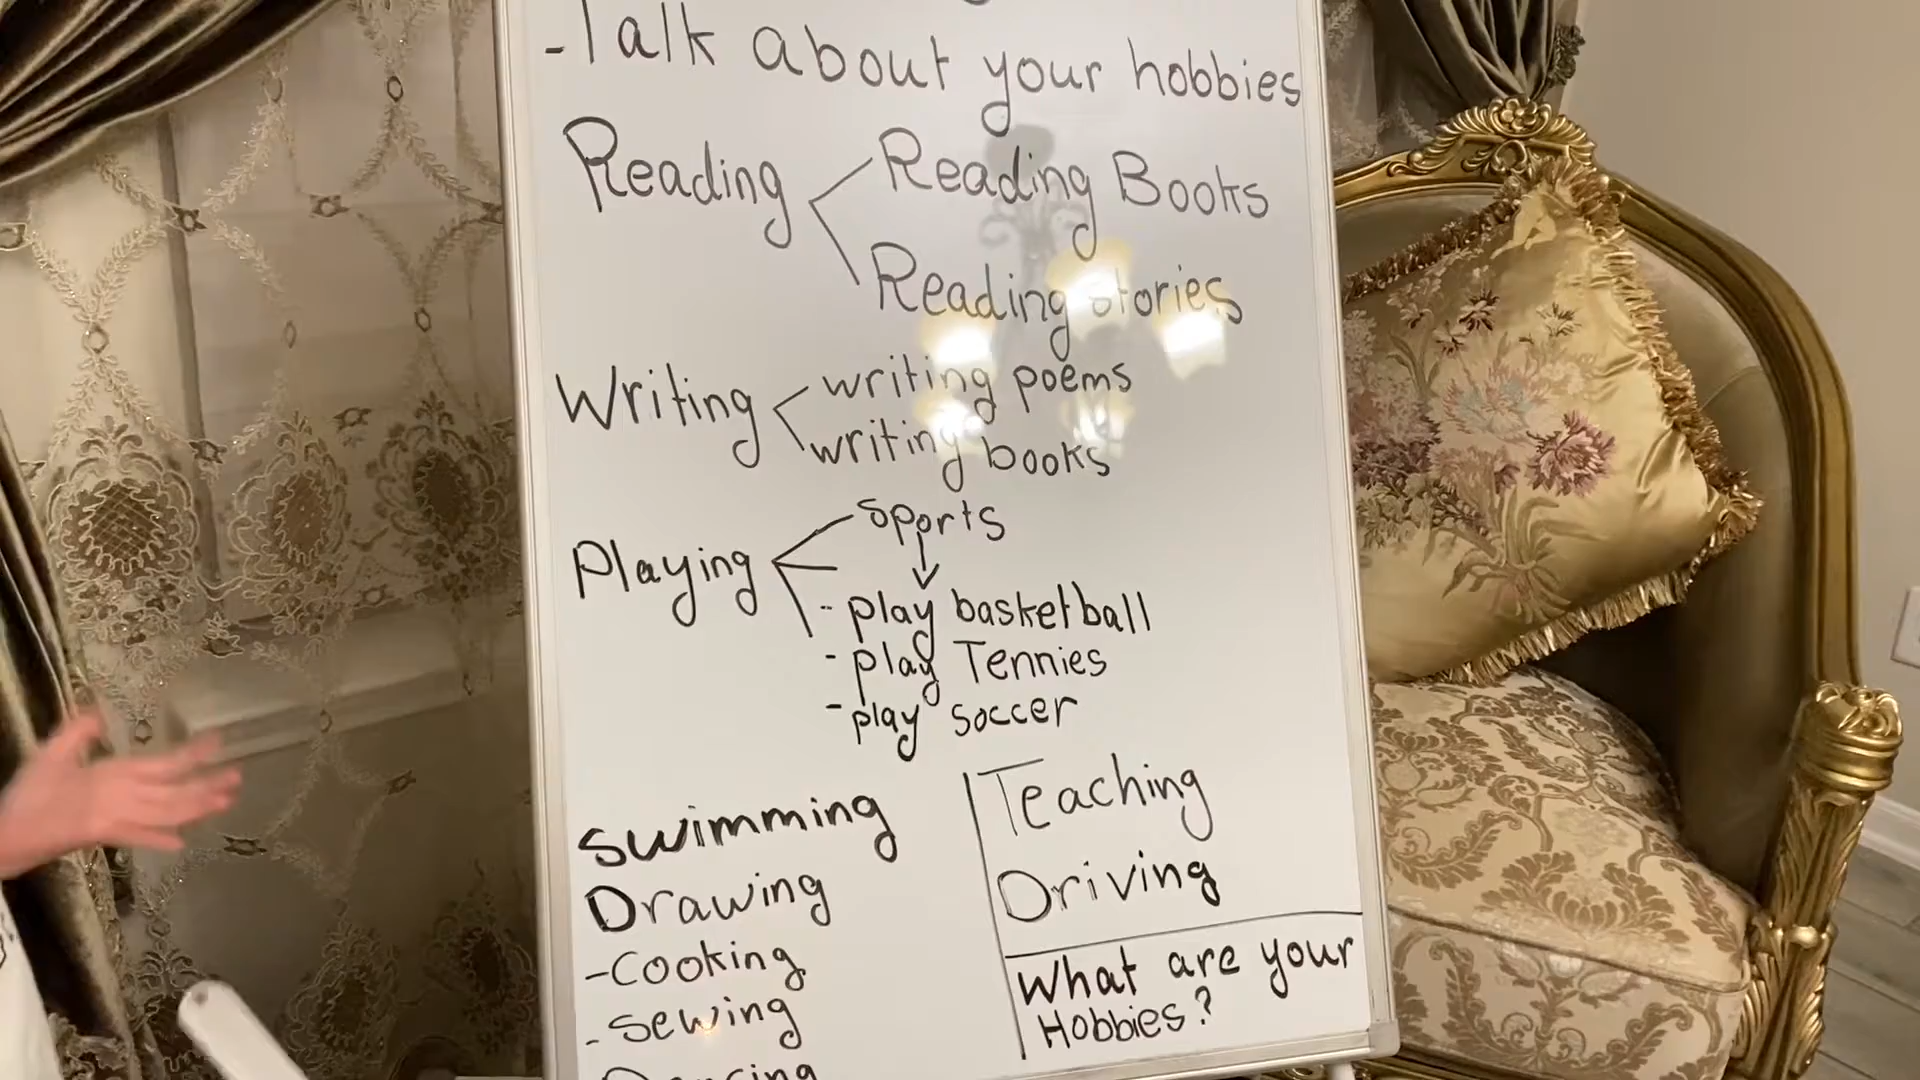 -Talk about your hobbies
Reading
Reading Books
Reading stories
Writing
writing poems
writing books
Playing
sports
- play basketball
- play Tennies
- play soccer
swimming
Drawing
-Cooking
- Sewing
Dancing
Teaching
Driving
What are your
Hobbies?